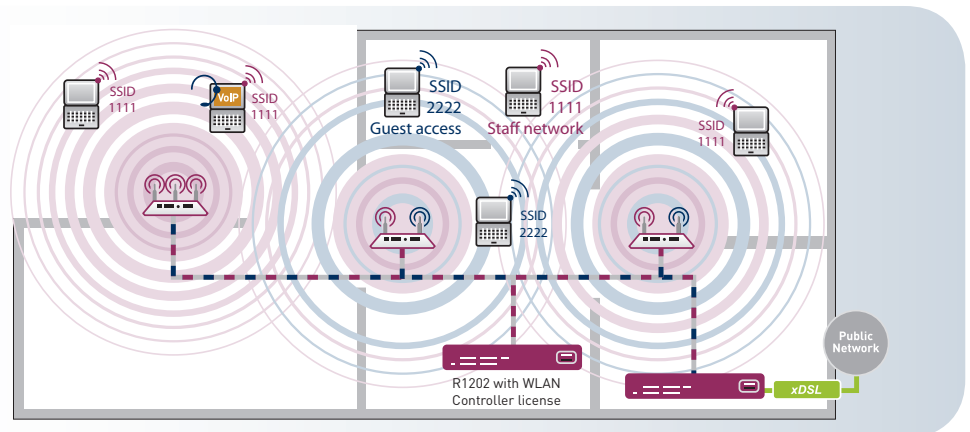 SSID
1111
VoIP
SSID
1111
SSID
2222
Guest access
SSID
1111
Staff network
SSID
1111
SSID
2222
R1202 with WLAN
Controller license
xDSL
Public
Network